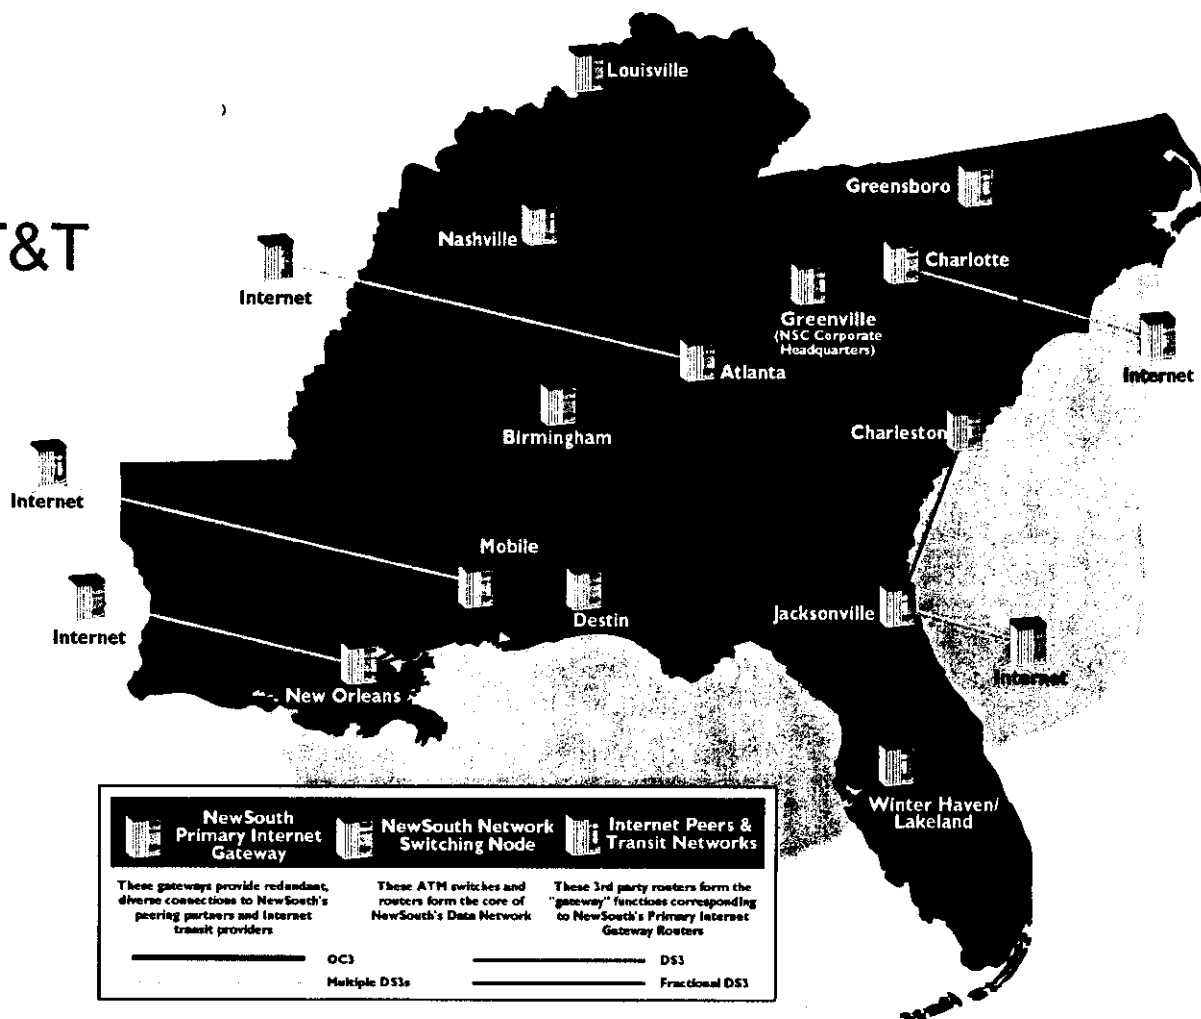 Louisville
Greensboro
T&T
Nashville
Charlotte
Internet
Greenville
(NSC Corporate
Headquarters)
Atlanta
Internet
Birmingham
Charleston
Internet
Mobile
Internet
Destin
Jacksonville
Internet
New Orleans
Winter Haven/
Lakeland
NewSouth
Primary Internet
Gateway
NewSouth Network
Switching Node
Internet Peers &
Transit Networks
These gateways provide redundant,
diverse connections to NewSouth's
peering partners and Internet
transit providers
These ATM switches and
routers form the core of
NewSouth's Data Network
These 3rd party routers form the
"gateway" functions corresponding
to NewSouth's Primary Internet
Gateway Routers
OC3
DS3
Multiple DS3s
Fractional DS3